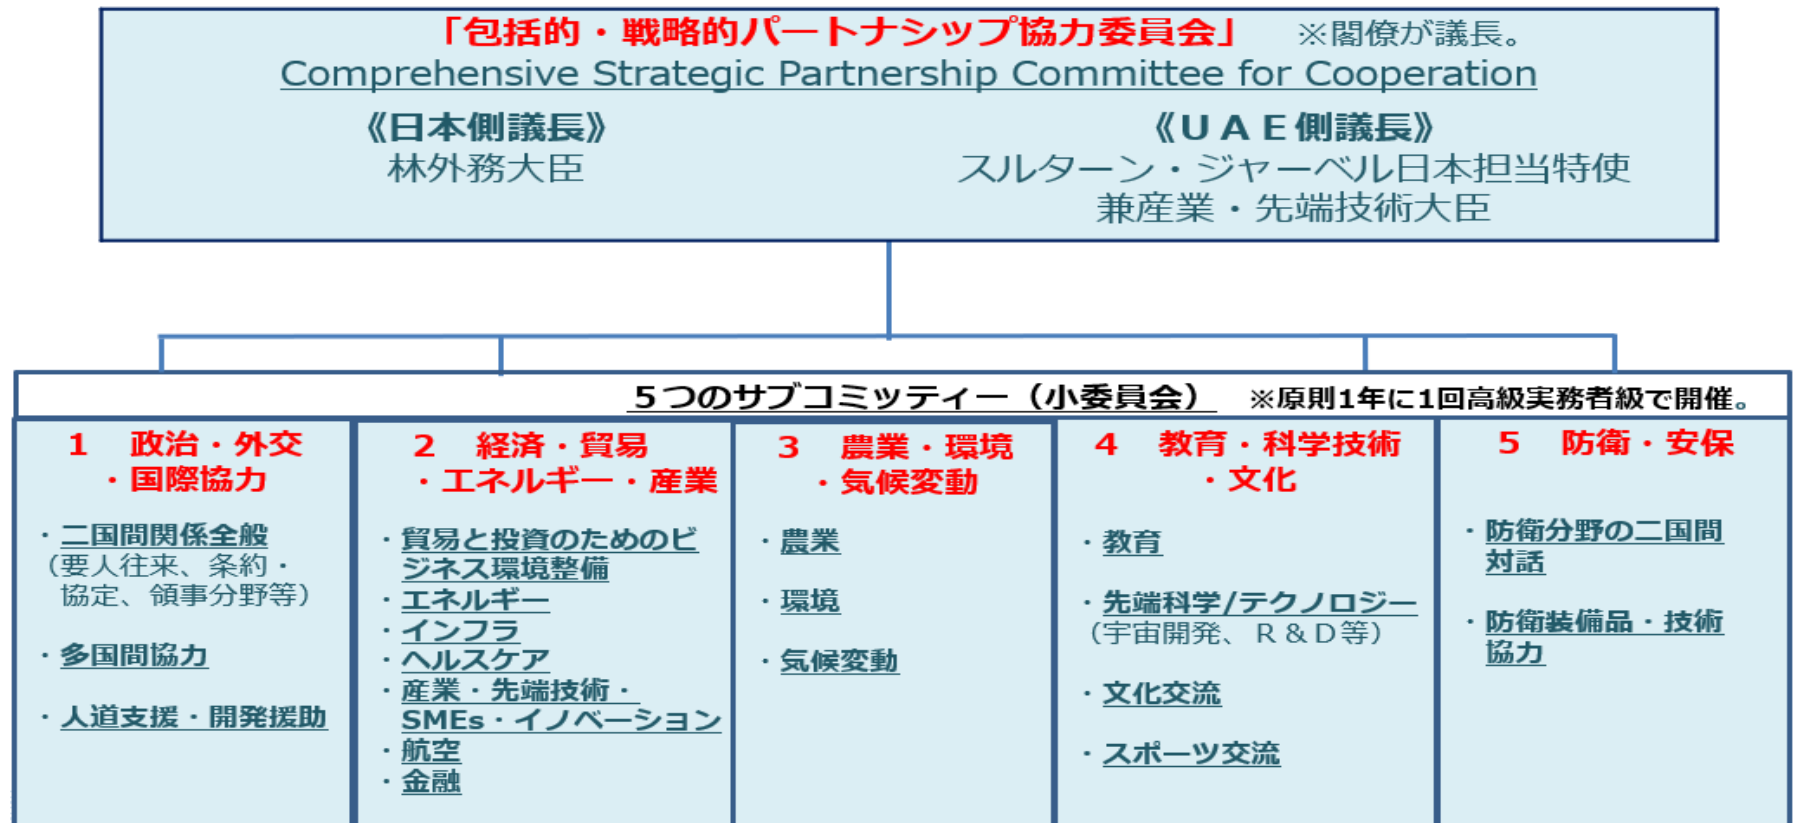 「包括的・戦略的パートナシップ協力委員会」　※閣僚が議長。
Comprehensive Strategic Partnership Committee for Cooperation
《日本側議長》
林外務大臣
《ＵＡＥ側議長》
スルターン・ジャーベル日本担当特使
兼産業・先端技術大臣
５つのサブコミッティー（小委員会）　※原則1年に1回高級実務者級で開催。
1　政治・外交
・国際協力
・二国間関係全般
（要人往来、条約・
協定、領事分野等）
・多国間協力
・人道支援・開発援助
2　経済・貿易
・エネルギー・産業
・貿易と投資のためのビ
ジネス環境整備
・エネルギー
・インフラ
・ヘルスケア
・産業・先端技術・
SMEs・イノベーション
・航空
・金融
3　農業・環境
・気候変動
・農業
・環境
・気候変動
4　教育・科学技術
・文化
・教育
・先端科学/テクノロジー
（宇宙開発、Ｒ＆Ｄ等）
・文化交流
・スポーツ交流
5　防衛・安保
・防衛分野の二国間
対話
・防衛装備品・技術
協力